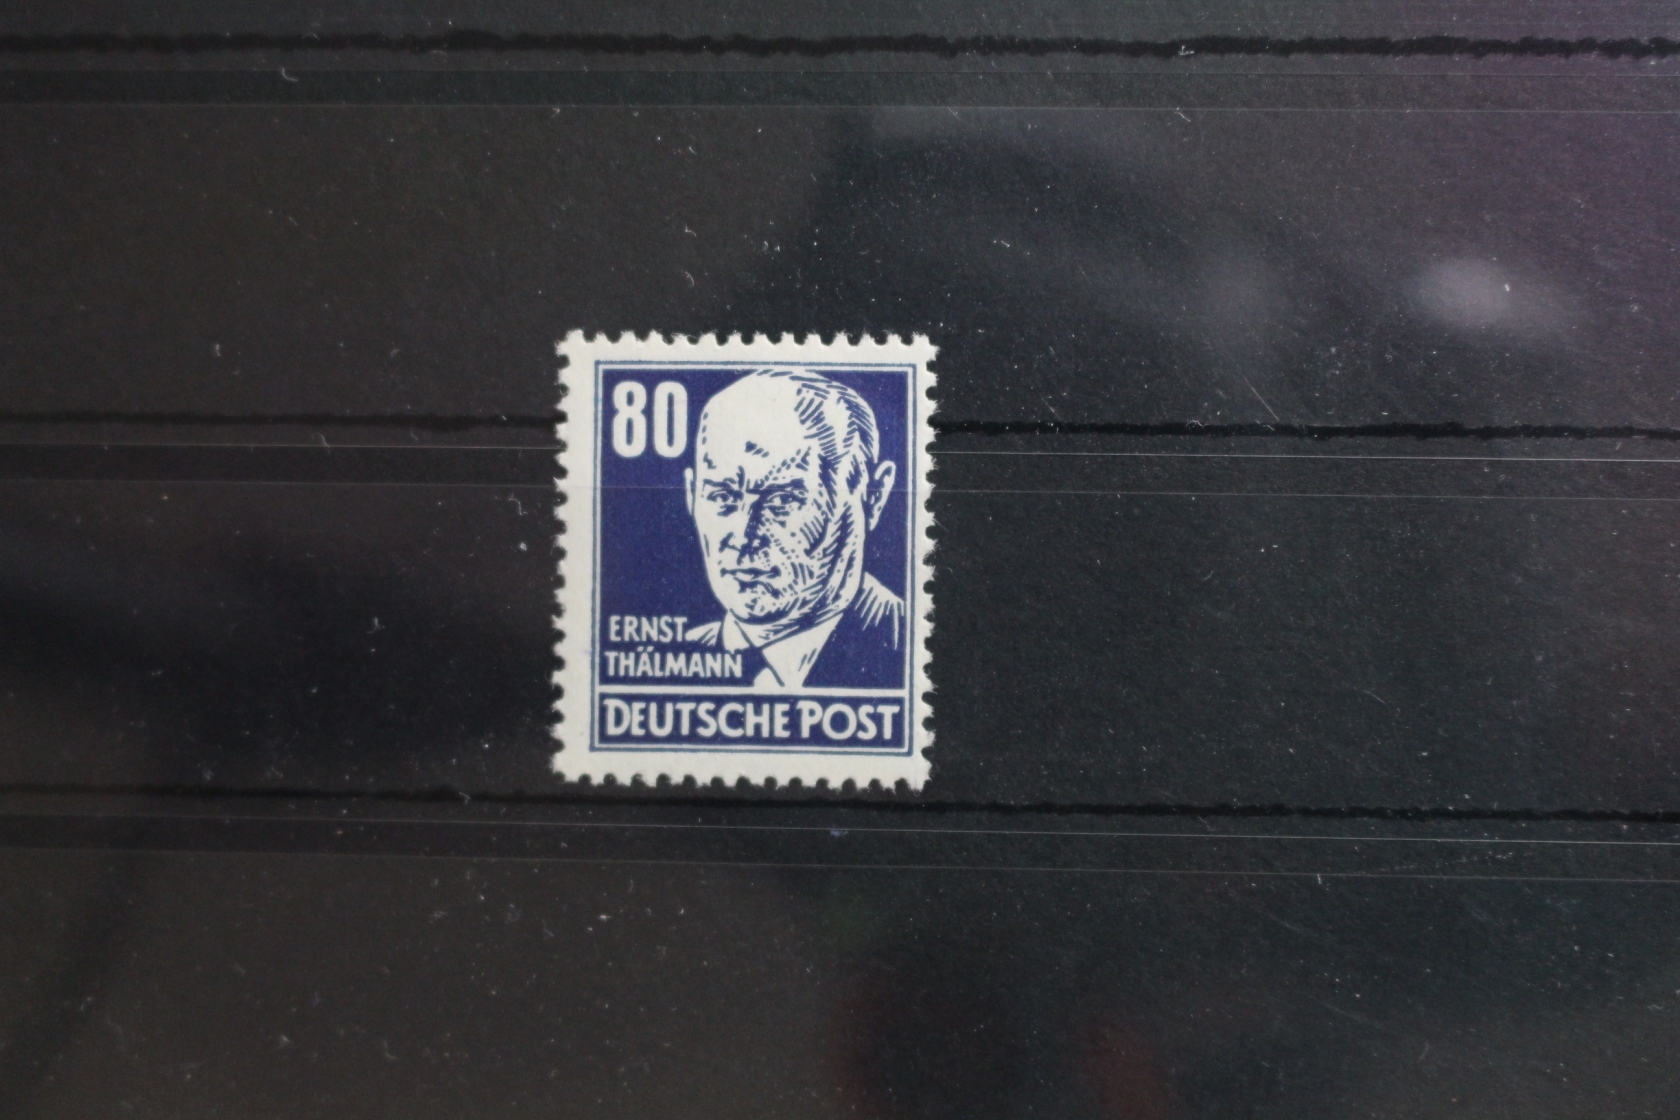 80
ERNST
THÄLMANN
DEUTSCHE POST